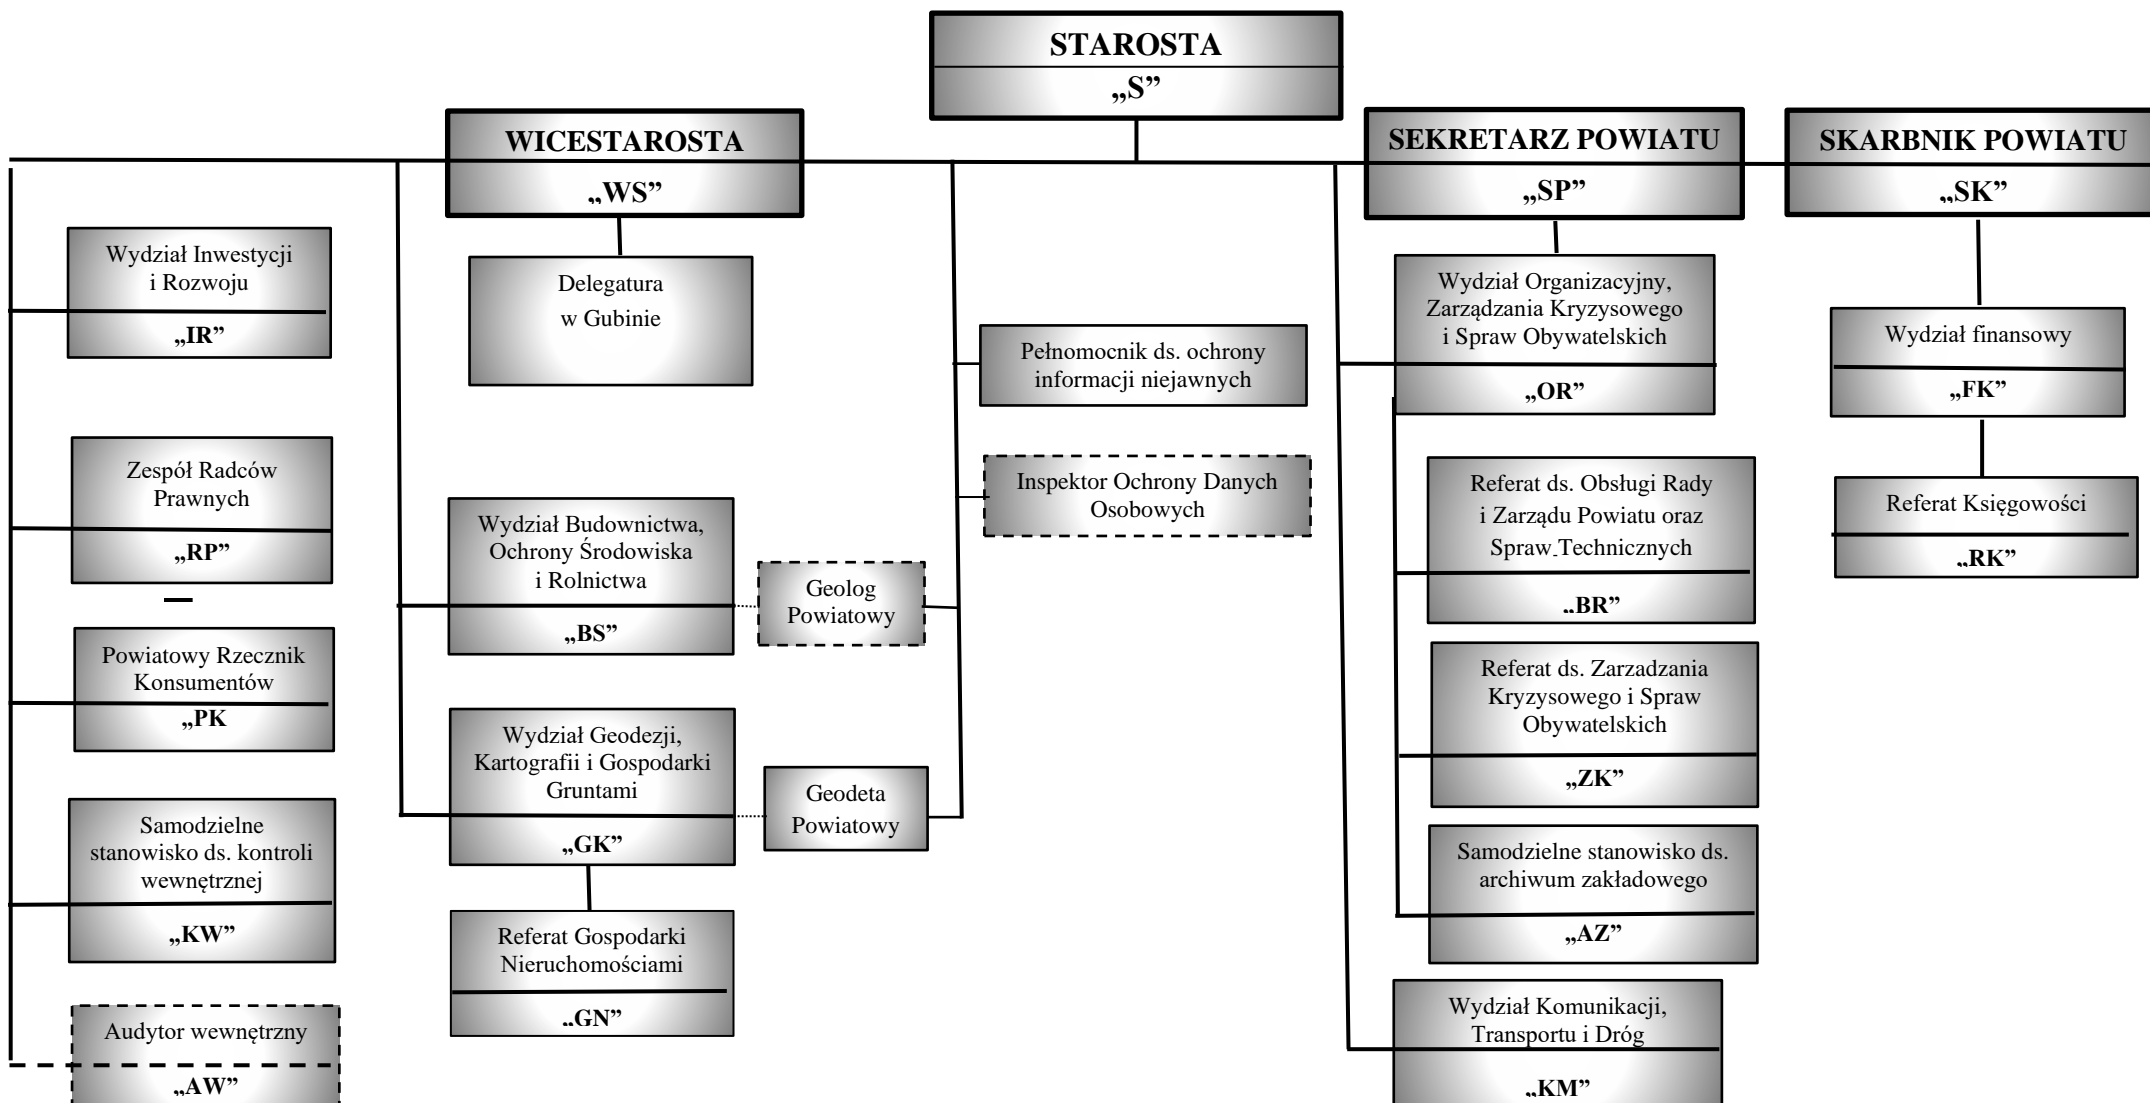 STAROSTA
„S”
WICESTAROSTA
„WS”
SEKRETARZ POWIATU
„SP”
SKARBNIK POWIATU
„SK”
Wydział Inwestycji
i Rozwoju
„IR”
Zespół Radców
Prawnych
„RP”
Powiatowy Rzecznik
Konsumentów
„PK
Samodzielne
stanowisko ds. kontroli
wewnętrznej
„KW”
Audytor wewnętrzny
„AW”
Delegatura
w Gubinie
Wydział Budownictwa,
Ochrony Środowiska
i Rolnictwa
„BS”
Geolog
Powiatowy
Wydział Geodezji,
Kartografii i Gospodarki
Gruntami
„GK”
Geodeta
Powiatowy
Referat Gospodarki
Nieruchomościami
„GN”
Pełnomocnik ds. ochrony
informacji niejawnych
Inspektor Ochrony Danych
Osobowych
Wydział Organizacyjny,
Zarządzania Kryzysowego
i Spraw Obywatelskich
„OR”
Referat ds. Obsługi Rady
i Zarządu Powiatu oraz
Spraw Technicznych
„BR”
Referat ds. Zarzadzania
Kryzysowego i Spraw
Obywatelskich
„ZK”
Samodzielne stanowisko ds.
archiwum zakładowego
„AZ”
Wydział Komunikacji,
Transportu i Dróg
„KM”
Wydział finansowy
„FK”
Referat Księgowości
„RK”